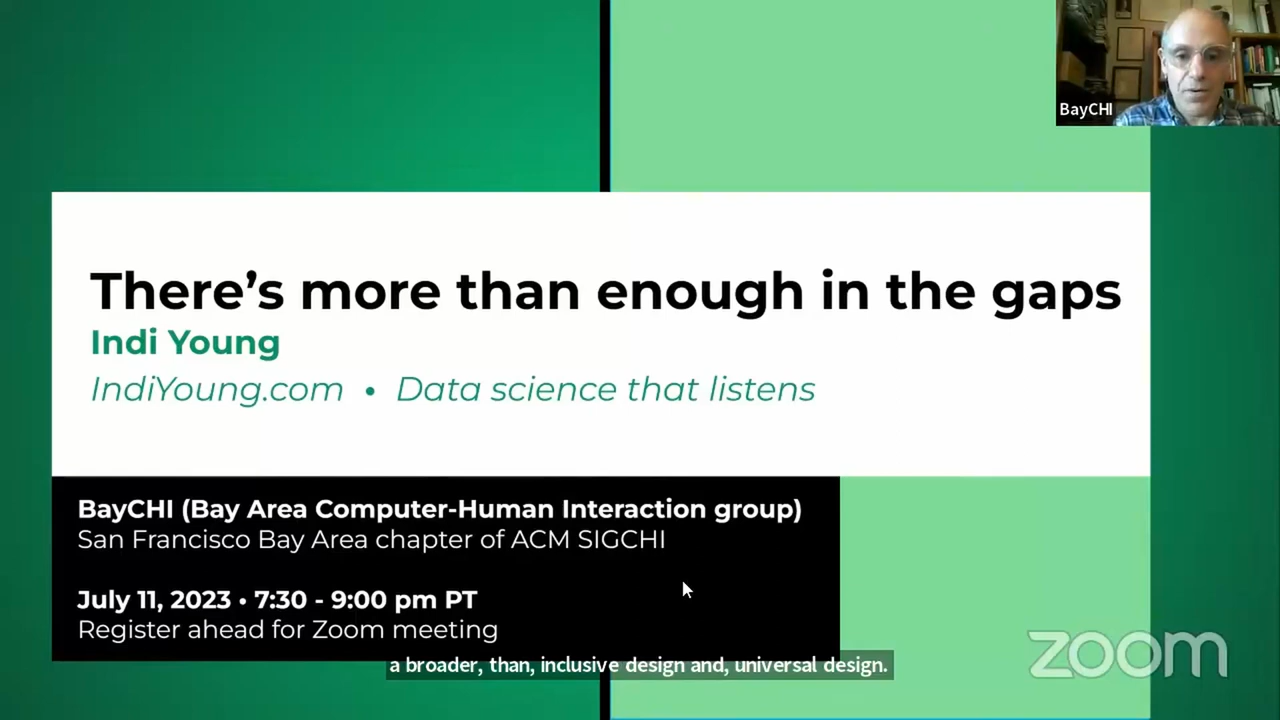 BayCHI
There's more than enough in the gaps
Indi Young
IndiYoung.com • Data science that listens
BayCHI (Bay Area Computer-Human Interaction group)
San Francisco Bay Area chapter of ACM SIGCHI
July 11, 2023 • 7:30 - 9:00 pm PT
Register ahead for Zoom meeting
a broader, than, inclusive design and, universal design.
zoom